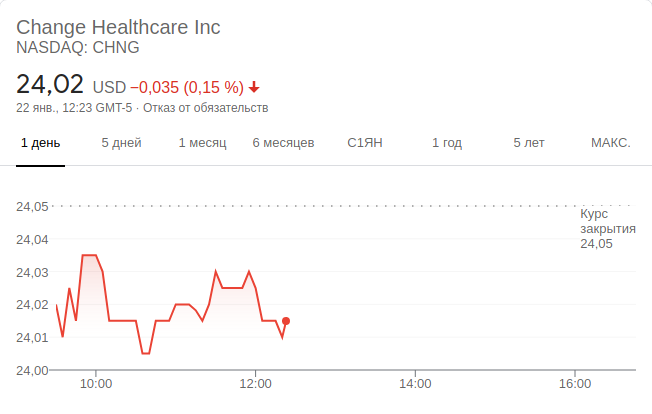 Change Healthcare Inc
NASDAQ: CHNG
24,02 USD −0,035 (0,15 %)
22 янв., 12:23 GMT-5 · Отказ от обязательств
1 день 5 дней 1 месяц 6 месяцев С1ЯН 1 год 5 лет МАКС.
24,05
Курс
закрытия
24,05
24,04
24,03
24,02
24,01
24,00
10:00 12:00 14:00 16:00